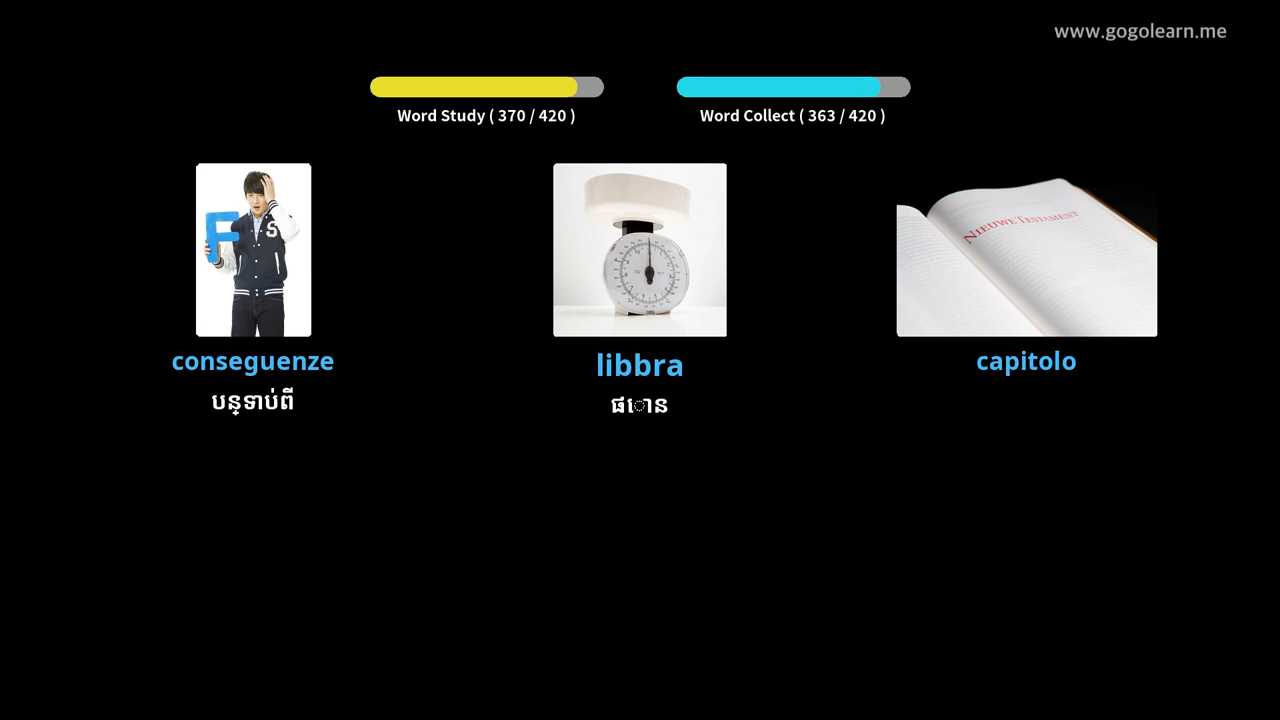 www.gogolearn.me
Word Study ( 370 / 420 )
Word Collect ( 363 / 420 )
F
S
NIEUWE TESTAMENT
conseguenze
libbra
capitolo
បន្ទាប់ពី
ផោន